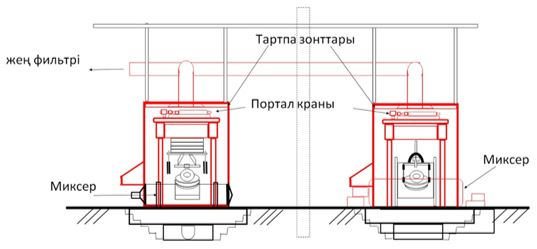 Тартпа зонттары
жең фильтрі
Портал краны
Миксер
Миксер